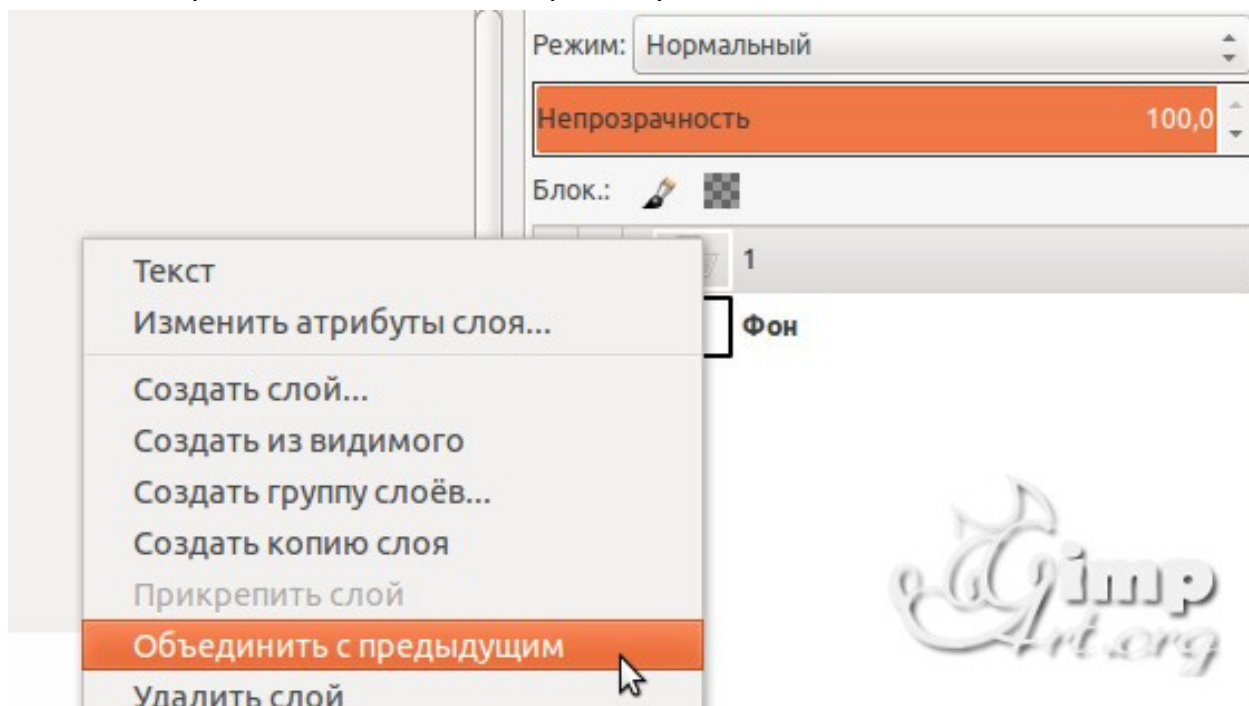 Режим: Нормальный
Непрозрачность 100,0
Блок.:
1
Фон
Текст
Изменить атрибуты слоя...
Создать слой...
Создать из видимого
Создать группу слоёв...
Создать копию слоя
Прикрепить слой
Объединить с предыдущим
Удалить слой
Gimp
Art.org